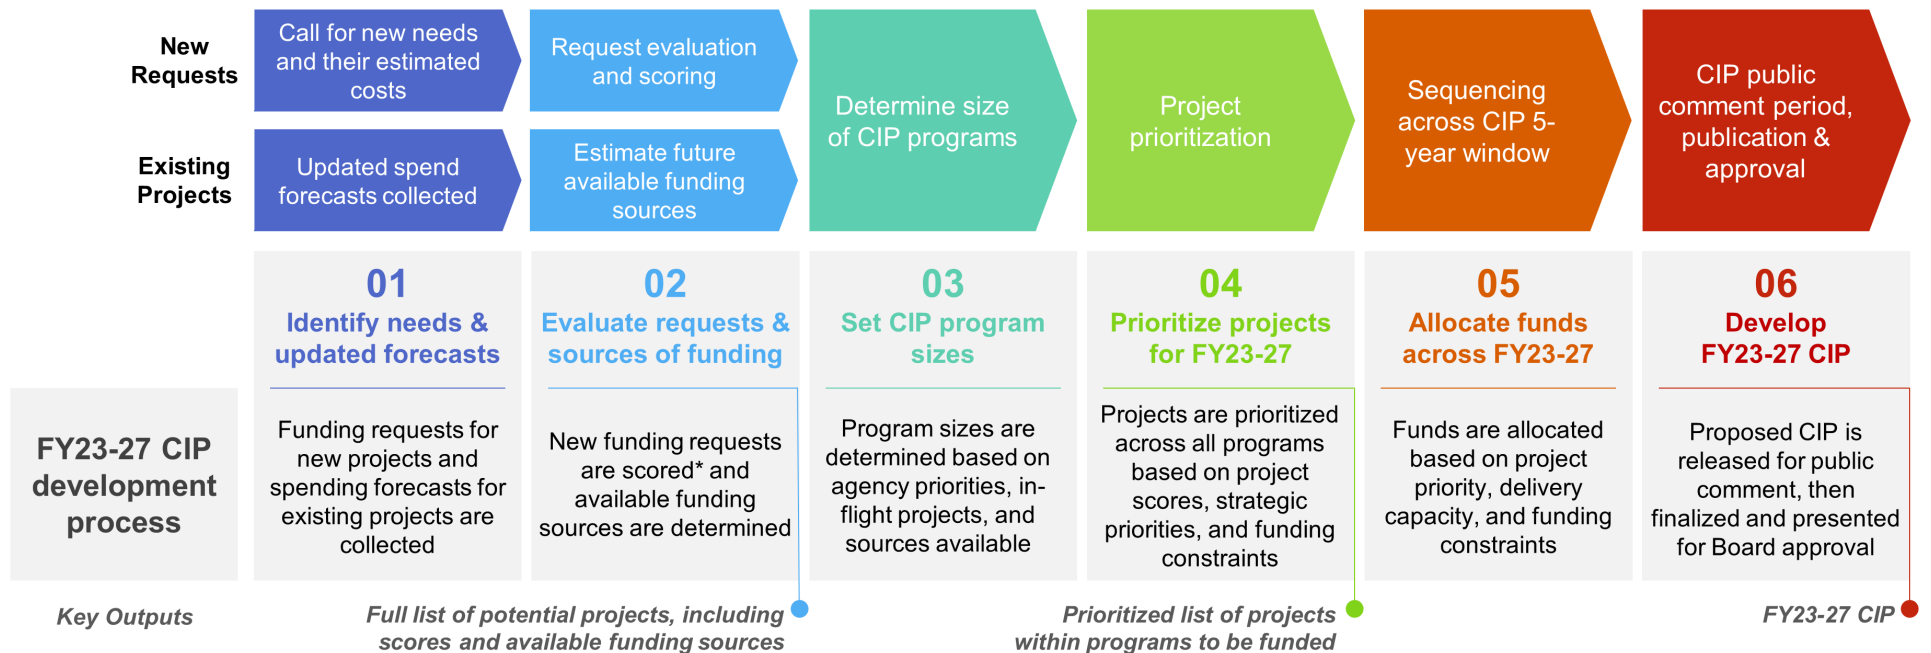 New
Requests
Call for new needs
and their estimated
costs
Request evaluation
and scoring
Existing
Projects
Updated spend
forecasts collected
Estimate future
available funding
sources
Determine size
of CIP programs
Project
prioritization
Sequencing
across CIP 5-
year window
CIP public
comment period,
publication &
approval
01
Identify needs &
updated forecasts
02
Evaluate requests &
sources of funding
03
Set CIP program
sizes
04
Prioritize projects
for FY23-27
05
Allocate funds
across FY23-27
06
Develop
FY23-27 CIP
FY23-27 CIP
development
process
Funding requests for
new projects and
spending forecasts for
existing projects are
collected
New funding requests
are scored* and
available funding
sources are determined
Program sizes are
determined based on
agency priorities, in-
flight projects, and
sources available
Projects are prioritized
across all programs
based on project
scores, strategic
priorities, and funding
constraints
Funds are allocated
based on project
priority, delivery
capacity, and funding
constraints
Proposed CIP is
released for public
comment, then
finalized and presented
for Board approval
Key Outputs
Full list of potential projects, including
scores and available funding sources
Prioritized list of projects
within programs to be funded
FY23-27 CIP